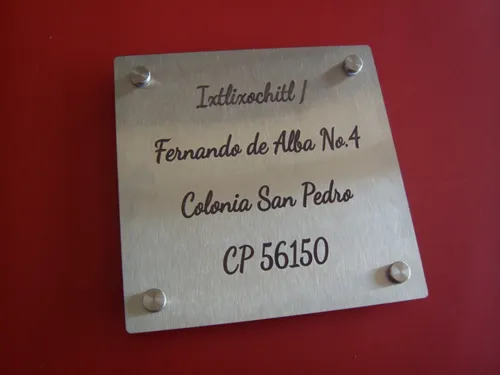 Ixtlixochitl /
Fernando de Alba No.4
Colonia San Pedro
CP 56150